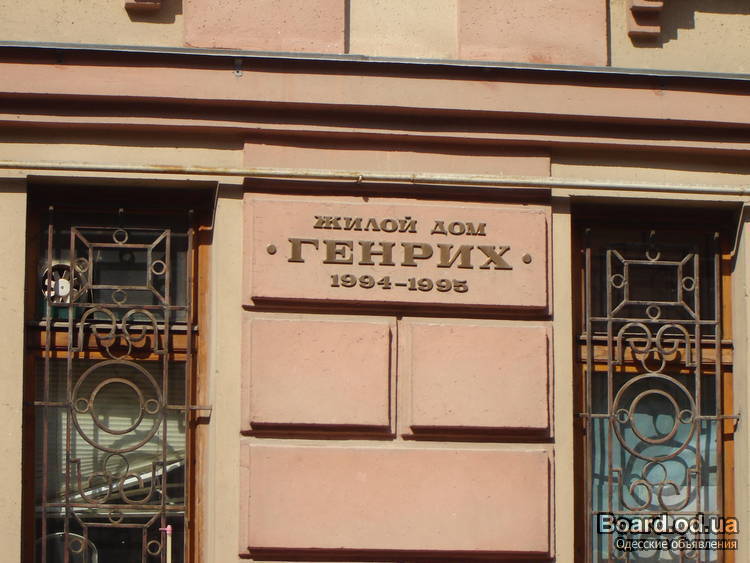 ЖИЛОЙ ДОМ
·ГЕНРИХ·
1994-1995
Board.od.ua
Одесские объявления